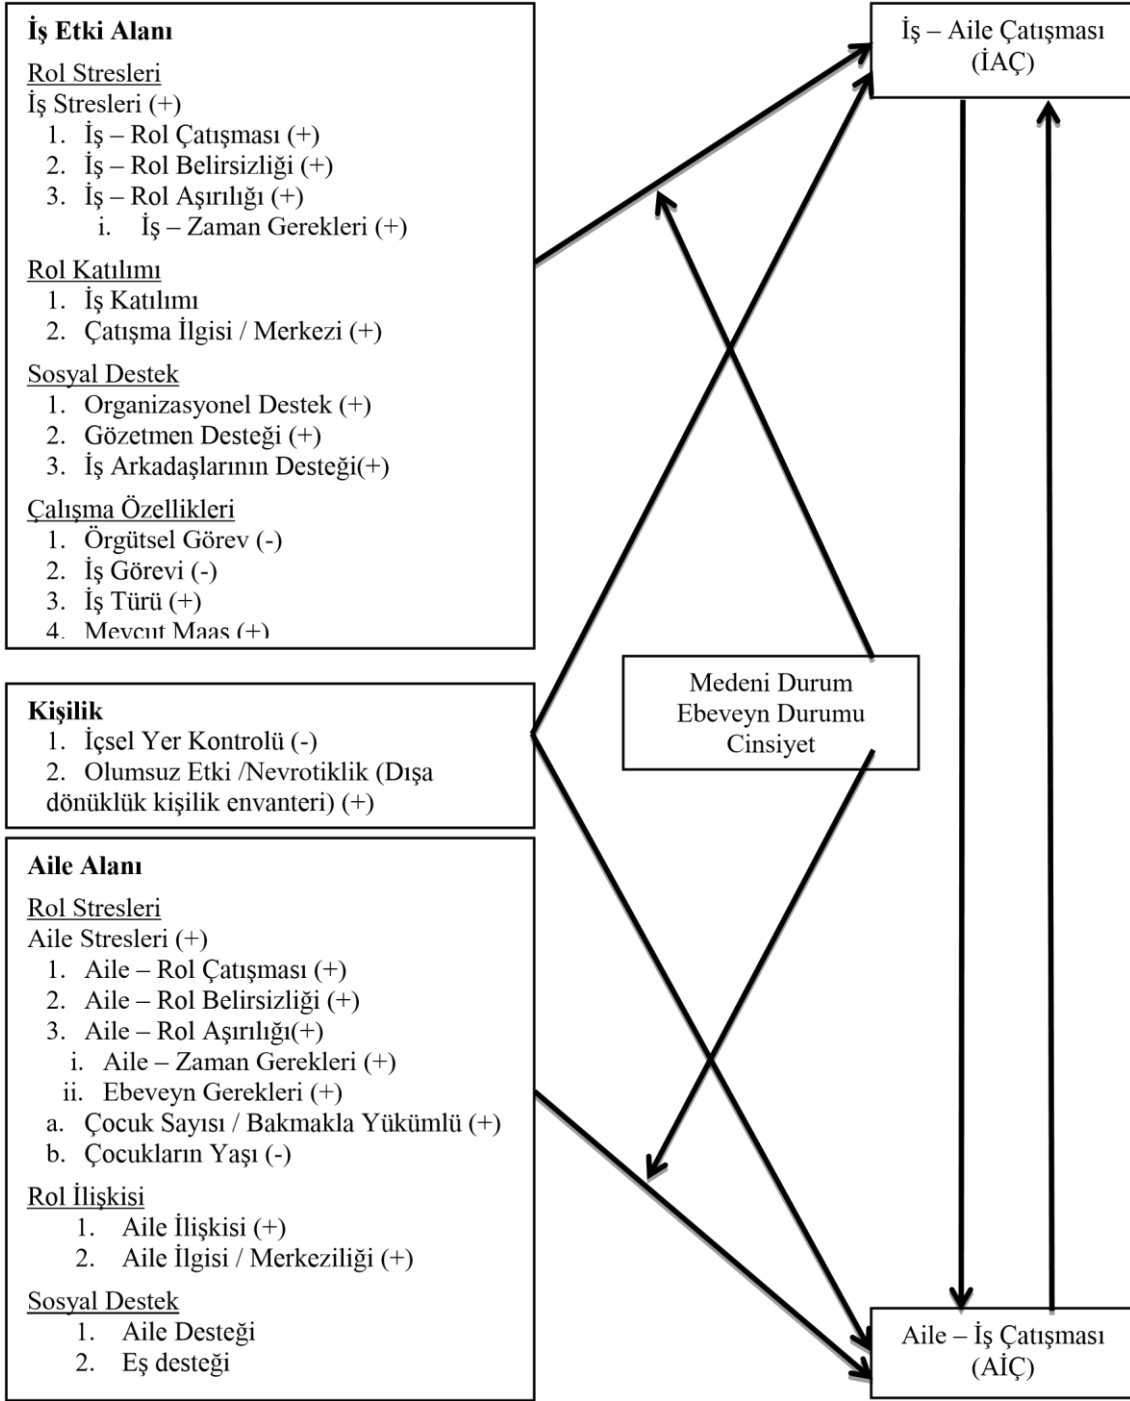 İş Etki Alanı
Rol Stresleri
İş Stresleri (+)
1. İş – Rol Çatışması (+)
2. İş – Rol Belirsizliği (+)
3. İş – Rol Aşırılığı (+)
i. İş – Zaman Gerekleri (+)
Rol Katılımı
1. İş Katılımı
2. Çatışma İlgisi / Merkezi (+)
Sosyal Destek
1. Organizasyonel Destek (+)
2. Gözetmen Desteği (+)
3. İş Arkadaşlarının Desteği(+)
Çalışma Özellikleri
1. Örgütsel Görev (-)
2. İş Görevi (-)
3. İş Türü (+)
4. Mevcut Maaş (+)
Kişilik
1. İçsel Yer Kontrolü (-)
2. Olumsuz Etki /Nevrotiklik (Dışa
dönüklük kişilik envanteri) (+)
Aile Alanı
Rol Stresleri
Aile Stresleri (+)
1. Aile – Rol Çatışması (+)
2. Aile – Rol Belirsizliği (+)
3. Aile – Rol Aşırılığı(+)
i. Aile – Zaman Gerekleri (+)
ii. Ebeveyn Gerekleri (+)
a. Çocuk Sayısı / Bakmakla Yükümlü (+)
b. Çocukların Yaşı (-)
Rol İlişkisi
1. Aile İlişkisi (+)
2. Aile İlgisi / Merkeziliği (+)
Sosyal Destek
1. Aile Desteği
2. Eş desteği
Medeni Durum
Ebeveyn Durumu
Cinsiyet
İş – Aile Çatışması
(İAÇ)
Aile – İş Çatışması
(AİÇ)